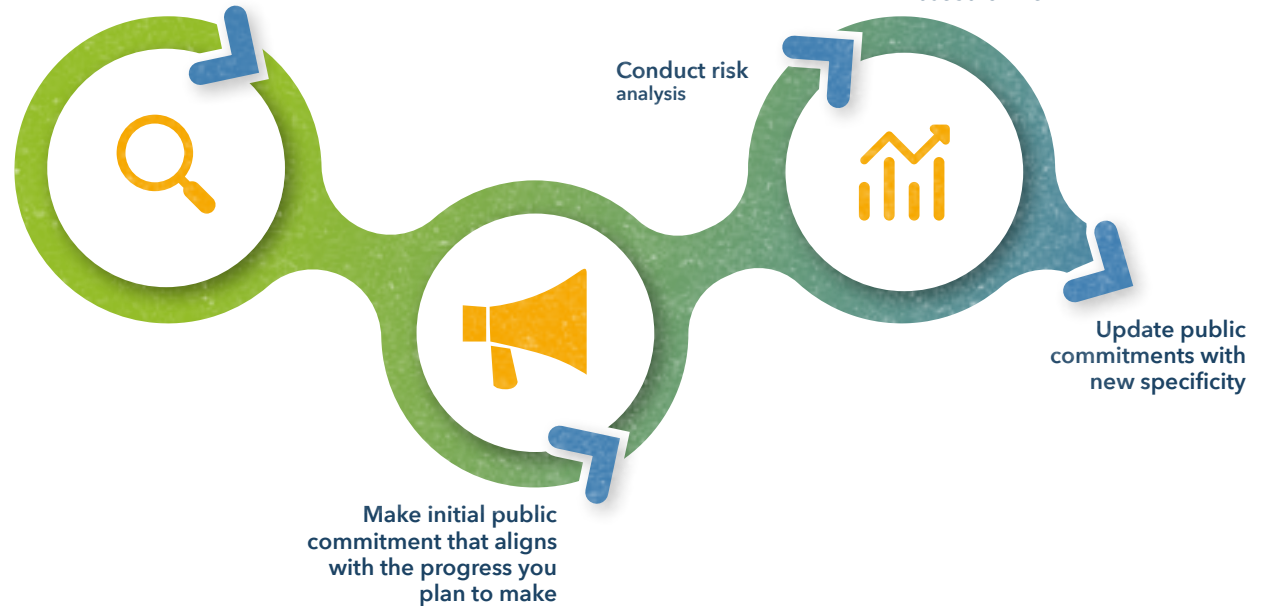 Conduct risk
analysis
Update public
commitments with
new specificity
Make initial public
commitment that aligns
with the progress you
plan to make